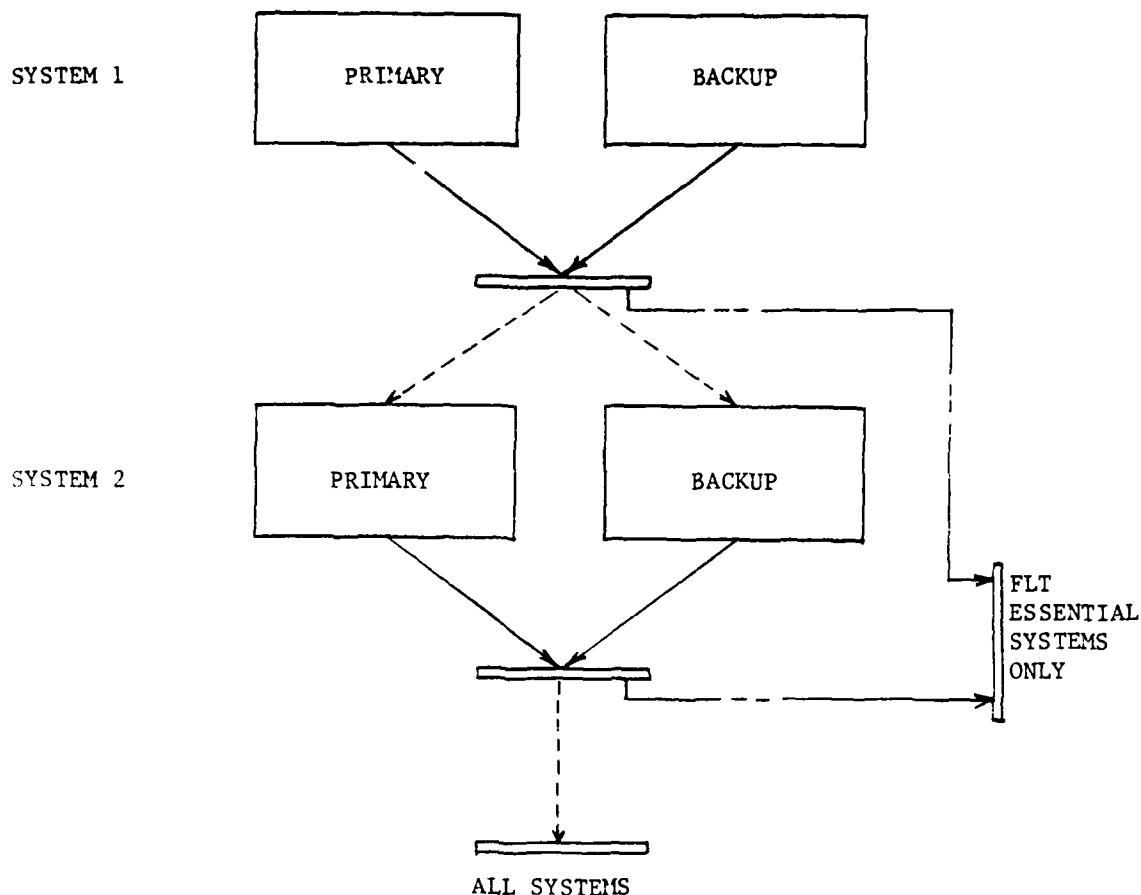 SYSTEM 1
PRIMARY
BACKUP
SYSTEM 2
PRIMARY
BACKUP
FLT
ESSENTIAL
SYSTEMS
ONLY
ALL SYSTEMS